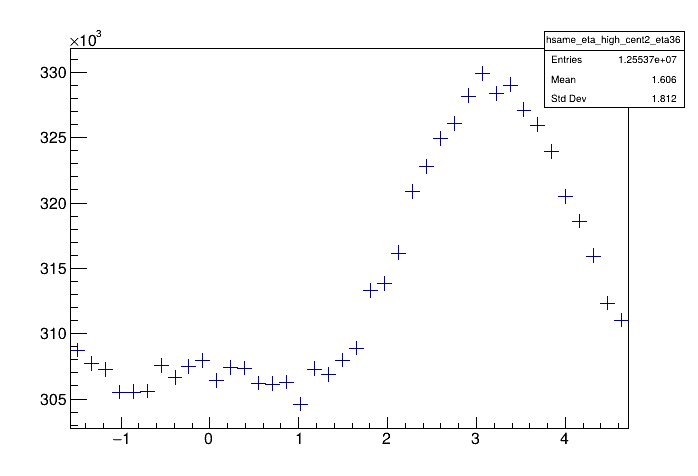 ×10³
hsame_eta_high_cent2_eta36
Entries 1.25537e+07
Mean 1.606
Std Dev 1.812
330
325
320
315
310
305
−1 0 1 2 3 4